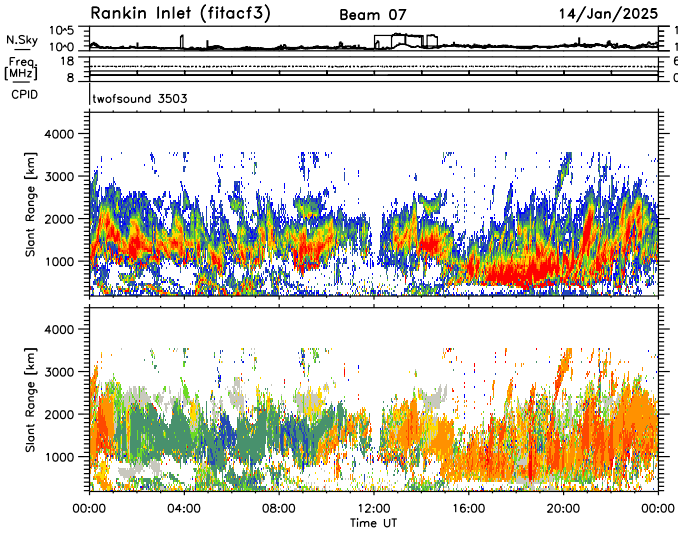 Rankin Inlet (fitacf3) Beam 07 14/Jan/2025
N.Sky 10^5 10^0
Freq. [MHz] 18 8
CPID twofsound 3503
Slant Range [km] 4000 3000 2000 1000
Slant Range [km] 4000 3000 2000 1000
00:00 04:00 08:00 12:00 16:00 20:00 00:00
Time UT